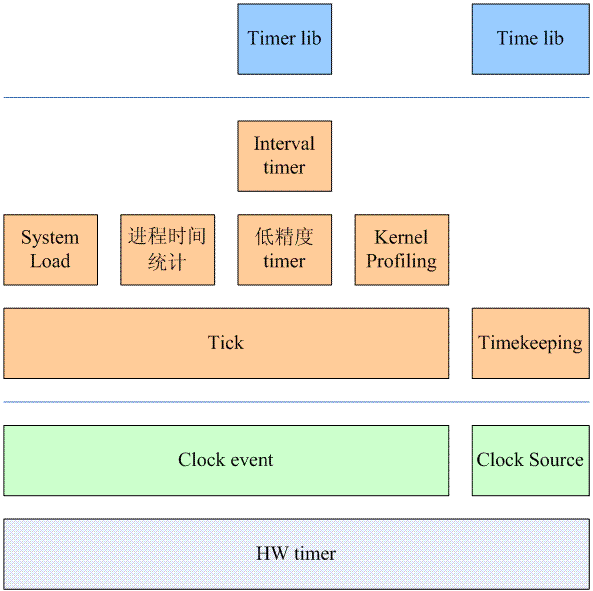 Timer lib
Time lib
Interval
timer
System
Load
进程时间
统计
低精度
timer
Kernel
Profiling
Tick
Timekeeping
Clock event
Clock Source
HW timer